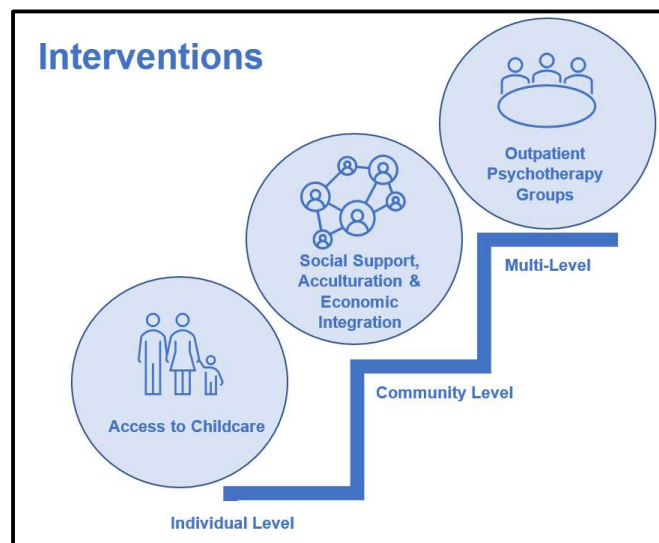 Interventions
Outpatient
Psychotherapy
Groups
Multi-Level
Social Support,
Acculturation &
Economic
Integration
Community Level
Access to Childcare
Individual Level